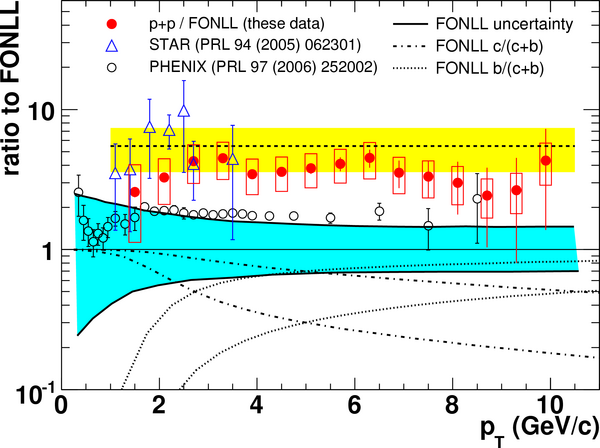 ratio to FONLL
p+p / FONLL (these data)
STAR (PRL 94 (2005) 062301)
PHENIX (PRL 97 (2006) 252002)
FONLL uncertainty
FONLL c/(c+b)
FONLL b/(c+b)
10
1
10-1
0 2 4 6 8 10
pT (GeV/c)